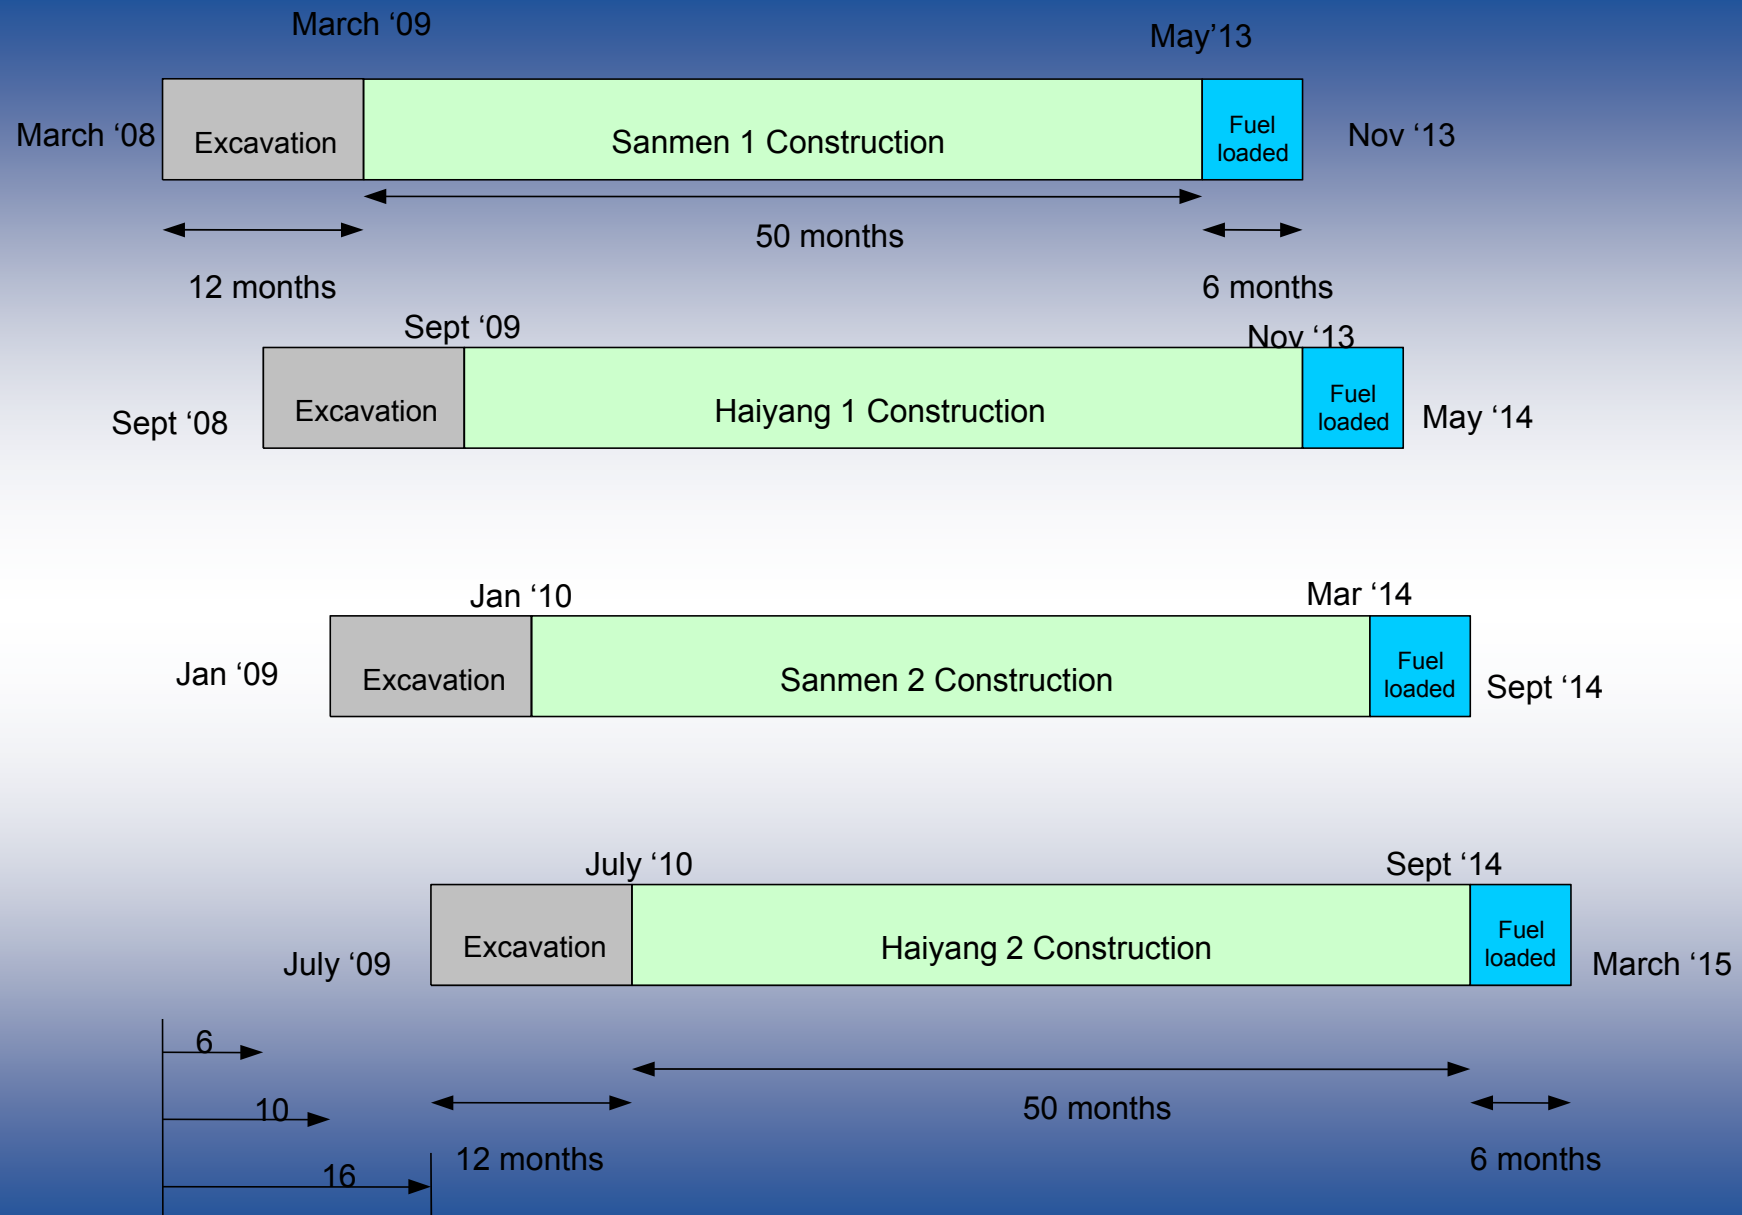 March ‘09
May’13
March ‘08
Excavation
Sanmen 1 Construction
Fuel
loaded
Nov ‘13
50 months
12 months
6 months
Sept ‘09
Nov ‘13
Sept ‘08
Excavation
Haiyang 1 Construction
Fuel
loaded
May ‘14
Jan ‘10
Mar ‘14
Jan ‘09
Excavation
Sanmen 2 Construction
Fuel
loaded
Sept ‘14
July ‘10
Sept ‘14
July ‘09
Excavation
Haiyang 2 Construction
Fuel
loaded
March ‘15
6
10
50 months
12 months
6 months
16